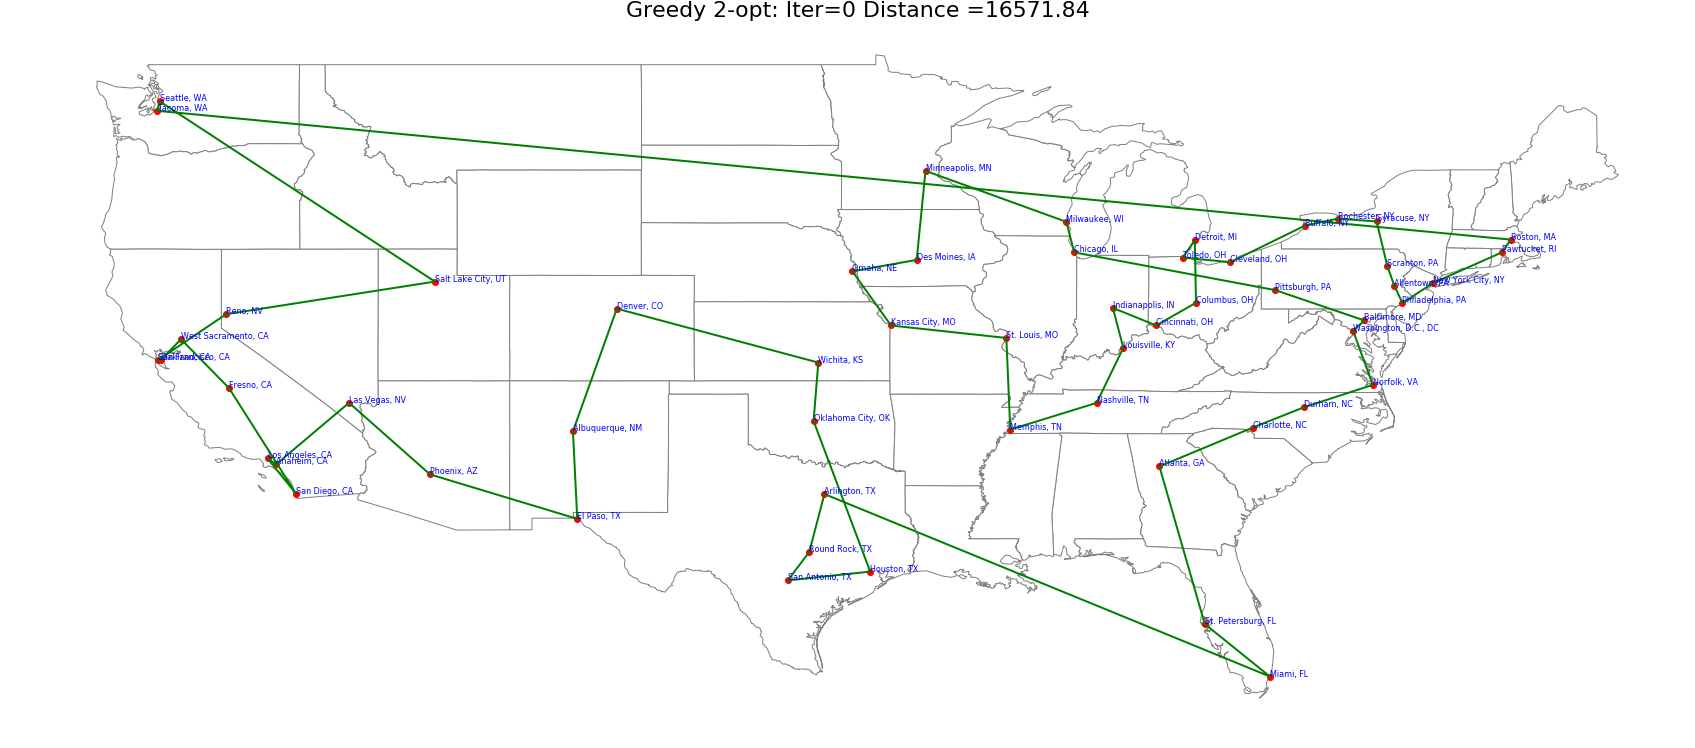 Greedy 2-opt: Iter=0 Distance =16571.84
Seattle, WA
Tacoma, WA
Minneapolis, MN
Milwaukee, WI
Rochester, NY
Syracuse, NY
Buffalo, NY
Boston, MA
Pawtucket, RI
Detroit, MI
Chicago, IL
Toledo, OH
Cleveland, OH
Des Moines, IA
Omaha, NE
Scranton, PA
Salt Lake City, UT
Allentown, PA
New York City, NY
Pittsburgh, PA
Columbus, OH
Philadelphia, PA
Denver, CO
Indianapolis, IN
Reno, NV
Baltimore, MD
Kansas City, MO
Cincinnati, OH
Washington, D.C., DC
West Sacramento, CA
St. Louis, MO
Louisville, KY
San Francisco, CA
Wichita, KS
Fresno, CA
Norfolk, VA
Las Vegas, NV
Nashville, TN
Durham, NC
Oklahoma City, OK
Albuquerque, NM
Memphis, TN
Charlotte, NC
Los Angeles, CA
Anaheim, CA
Atlanta, GA
Phoenix, AZ
San Diego, CA
Arlington, TX
El Paso, TX
Round Rock, TX
San Antonio, TX
Houston, TX
St. Petersburg, FL
Miami, FL